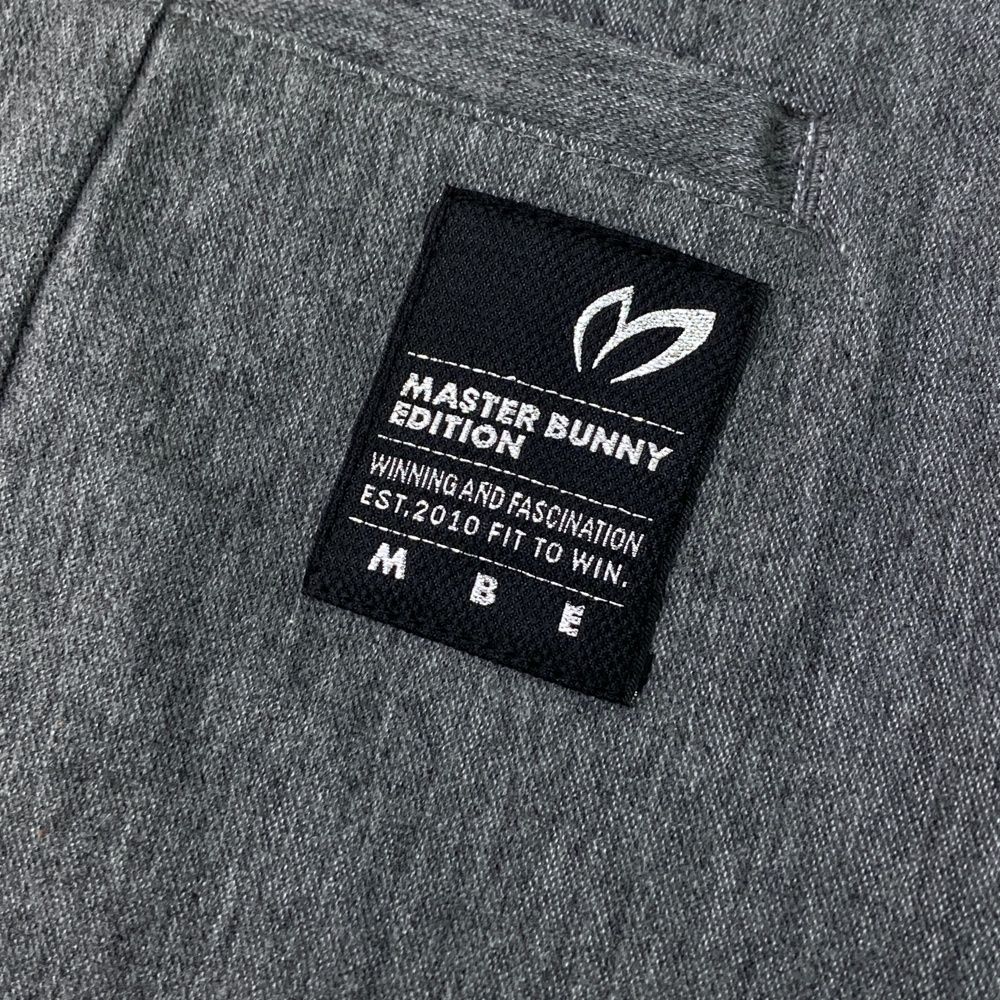 MASTER BUNNY
EDITION
WINNING AND FASCINATION
EST.2010 FIT TO WIN.
M B E